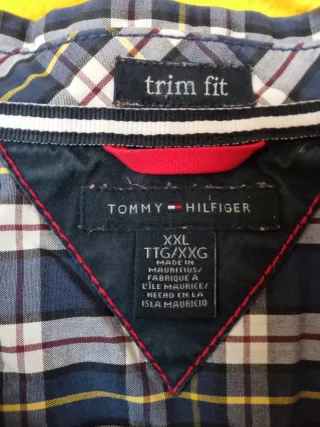 trim fit
TOMMY HILFIGER
XXL
TTG/XXG
MADE IN
MAURITIUS/
FABRIQUÉ À
L'ÎLE MAURICE/
HECHO EN LA
ISLA MAURICIO